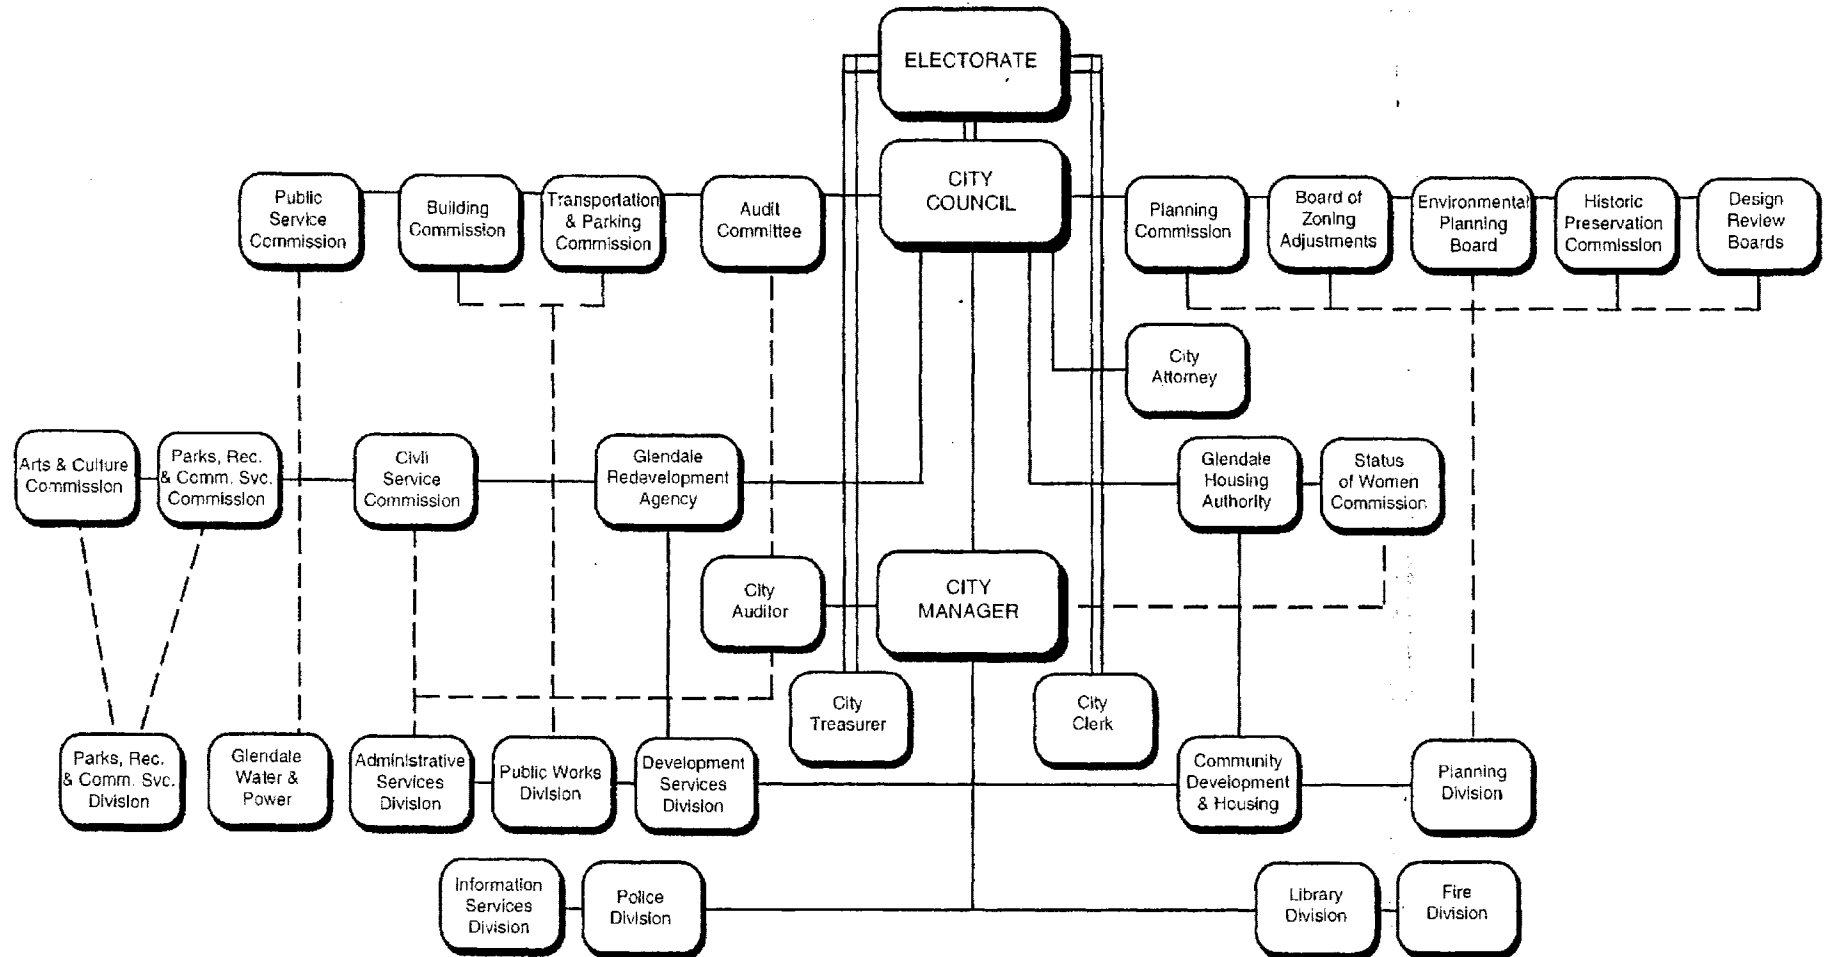 ELECTORATE
CITY
COUNCIL
Public
Service
Commission
Building
Commission
Transportation
& Parking
Commission
Audit
Committee
Planning
Commission
Board of
Zoning
Adjustments
Environmental
Planning
Board
Historic
Preservation
Commission
Design
Review
Boards
City
Attorney
Arts & Culture
Commission
Parks, Rec.
& Comm. Svc.
Commission
Civil
Service
Commission
Glendale
Redevelopment
Agency
Glendale
Housing
Authority
Status
of Women
Commission
City
Auditor
CITY
MANAGER
City
Treasurer
City
Clerk
Parks, Rec.
& Comm. Svc.
Division
Glendale
Water &
Power
Administrative
Services
Division
Public Works
Division
Development
Services
Division
Community
Development
& Housing
Planning
Division
Information
Services
Division
Police
Division
Library
Division
Fire
Division